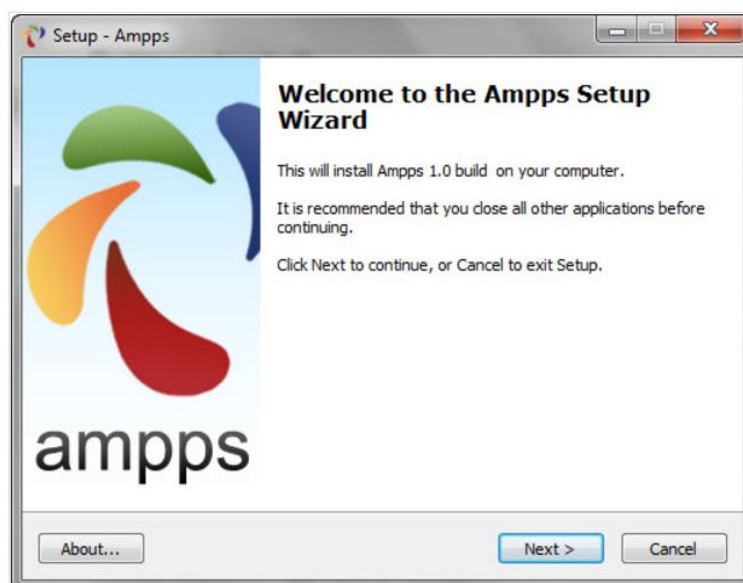 Setup - Ampps
Welcome to the Ampps Setup
Wizard
This will install Ampps 1.0 build on your computer.
It is recommended that you close all other applications before
continuing.
Click Next to continue, or Cancel to exit Setup.
ampps
About...
Next >
Cancel